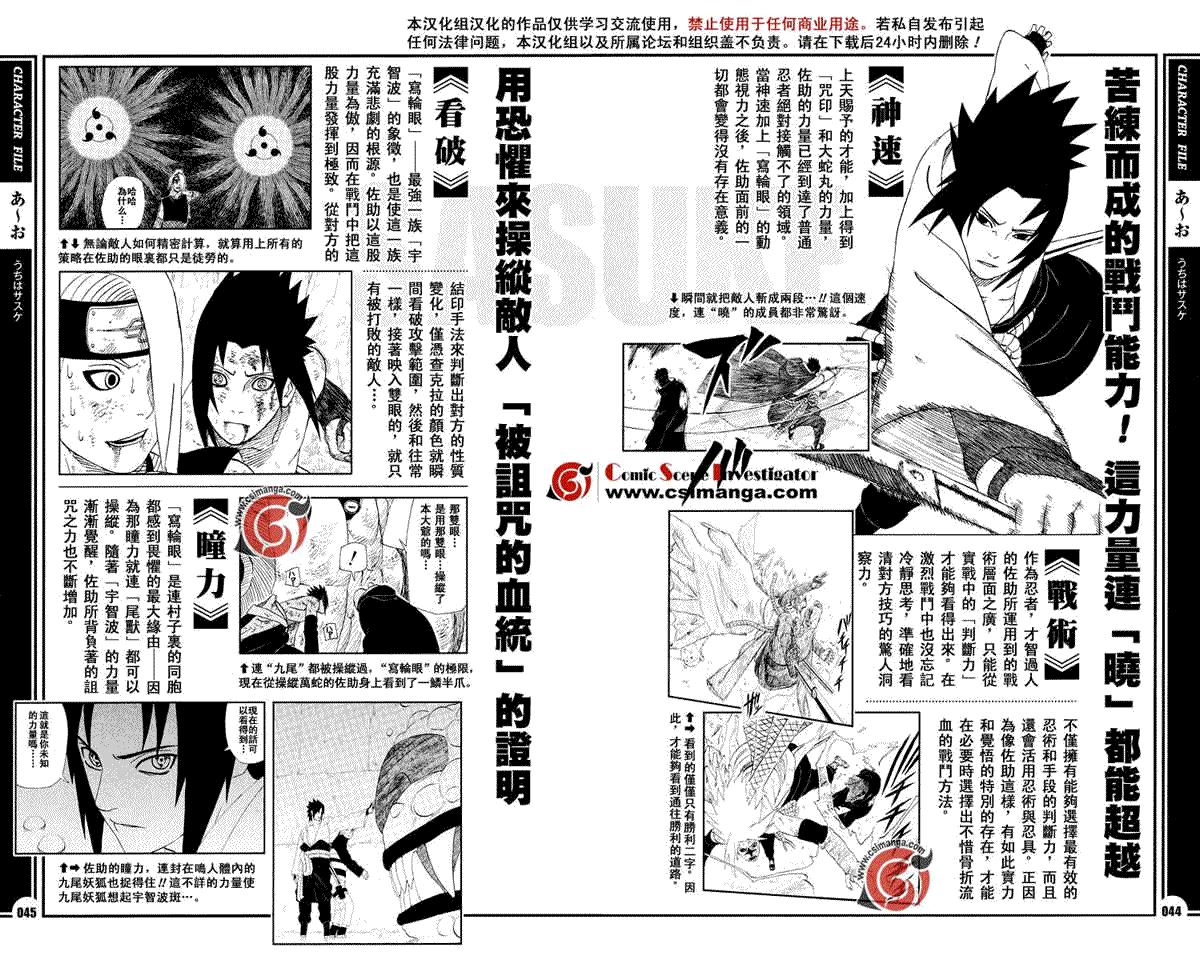 本汉化组汉化的作品仅供学习交流使用，禁止使用于任何商业用途。若私自发布引起
任何法律问题，本汉化组以及所属论坛和组织盖不负责。请在下载后24小时内删除！
CHARACTER FILE
あ～お
うちはサスケ
044
苦練而成的戰鬥能力！這力量連「曉」都能超越
SASUKE
《神速》
上天賜予的才能，加上得到
「咒印」和大蛇丸的力量，
佐助的力量已經到達了普通
忍者絕對接觸不了的領域。
當神速加上「寫輪眼」的動
態視力之後，佐助面前的一
切都會變得沒有存在意義。
⬇瞬間就把敵人斬成兩段…!!這個速
度，連“曉”的成員都非常驚訝。
Comic Scene Investigator
www.csimanga.com
《戰術》
作為忍者，才智過人
的佐助所運用到的戰
術層面之廣，只能從
實戰中的「判斷力」
才能夠看得出來。在
激烈戰鬥中也沒忘記
冷靜思考，準確地看
清對方技巧的驚人洞
察力。
不僅擁有能夠選擇最有效的
忍術和手段的判斷力，而且
還會活用忍術與忍具。正因
為像佐助這樣，有如此實力
和覺悟的特別的存在，才能
在必要時選擇出不惜骨折流
血的戰鬥方法。
⬆➡看到的僅僅只有勝利二字。因
此，才能夠看到通往勝利的道路。
www.csimanga.com
用恐懼來操縱敵人「被詛咒的血統」的證明
《看破》
「寫輪眼」——最強一族「宇
智波」的象徵，也是使這一族
充滿悲劇的根源。佐助以這股
力量為傲，因而在戰鬥中把這
股力量發揮到極致。從對方的
結印手法來判斷出對方的性質
變化，僅憑查克拉的顏色就瞬
間看破攻擊範圍，然後和往常
一樣，接著映入雙眼的，就只
有被打敗的敵人…。
哈哈
為什么…
⬆⬇無論敵人如何精密計算，就算用上所有的
策略在佐助的眼裏都只是徒勞的。
《瞳力》
「寫輪眼」是連村子裏的同胞
都感到畏懼的最大緣由——因
為那瞳力就連「尾獸」都可以
操縱。隨著「宇智波」的力量
漸漸覺醒，佐助所背負著的詛
咒之力也不斷增加。
www.csimanga.com
那雙眼…
是用那雙眼…操縱了
本大爺的嗎…
！
⬆連“九尾”都被操縱過，“寫輪眼”的極限，
現在從操縱萬蛇的佐助身上看到了一鱗半爪。
現在的話可
以看得到…
這就是你未知
的力量嗎……
⬆➡佐助的瞳力，連封在鳴人體內的
九尾妖狐也捉得住!!這不詳的力量使
九尾妖狐想起宇智波斑…。
CHARACTER FILE
あ～お
うちはサスケ
045